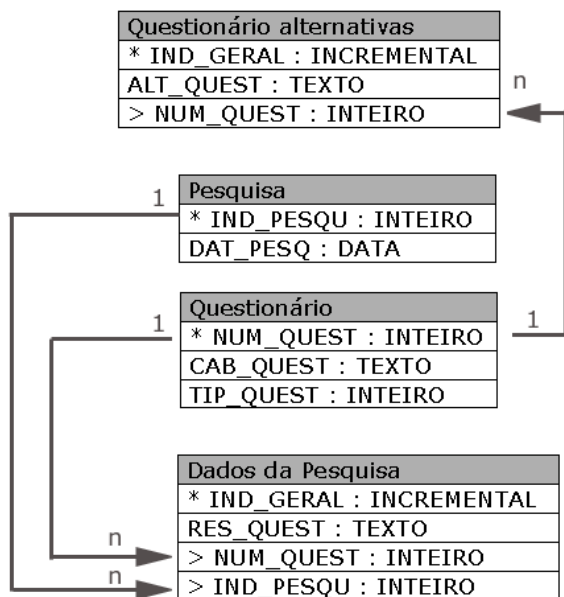 Questionário alternativas
* IND_GERAL : INCREMENTAL
ALT_QUEST : TEXTO
n
> NUM_QUEST : INTEIRO
Pesquisa
1
* IND_PESQU : INTEIRO
DAT_PESQ : DATA
Questionário
1
* NUM_QUEST : INTEIRO
1
CAB_QUEST : TEXTO
TIP_QUEST : INTEIRO
Dados da Pesquisa
* IND_GERAL : INCREMENTAL
RES_QUEST : TEXTO
n
> NUM_QUEST : INTEIRO
n
> IND_PESQU : INTEIRO